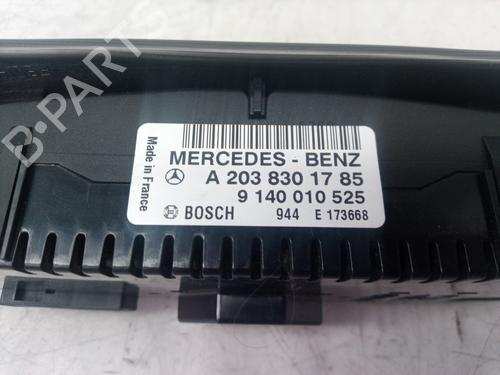 B-PARTS
Made in France
MERCEDES - BENZ
A 203 830 17 85
9 140 010 525
BOSCH 944 E 173668